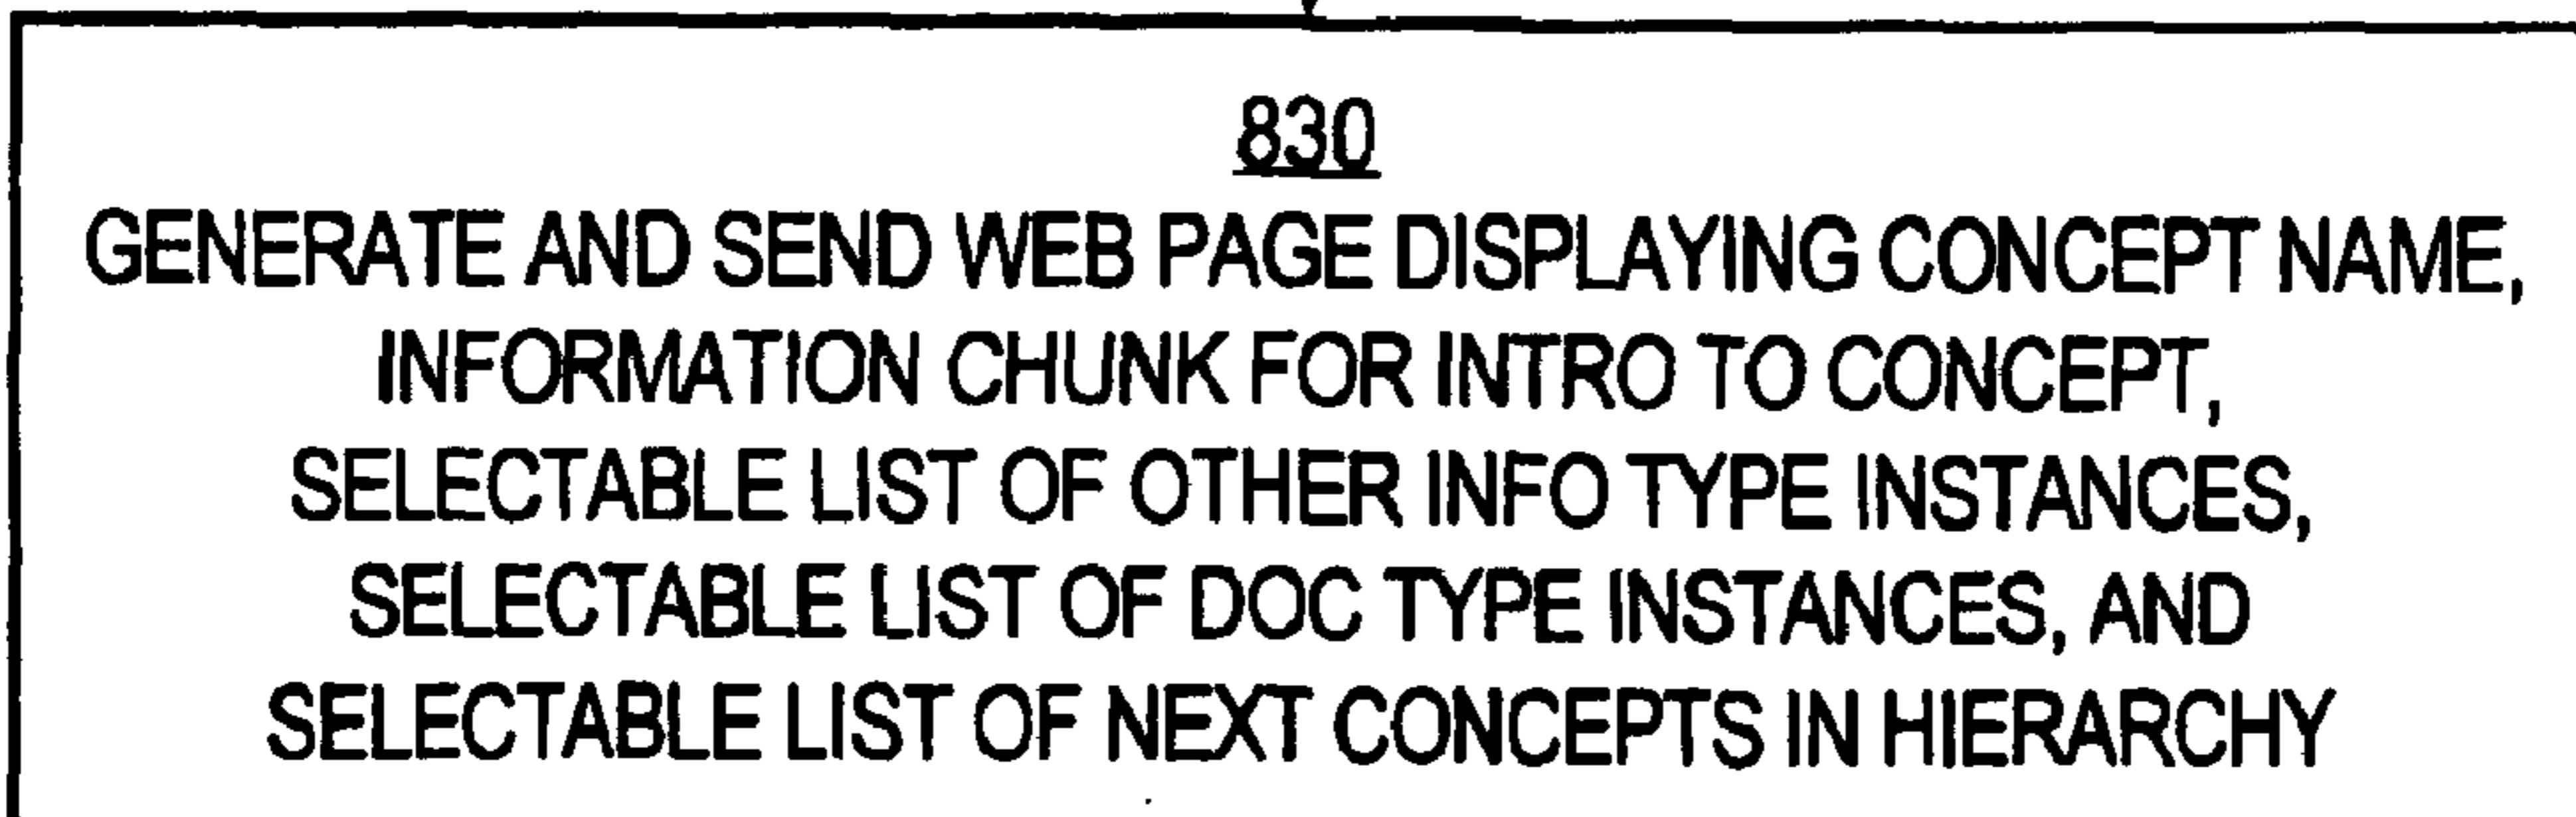 830
GENERATE AND SEND WEB PAGE DISPLAYING CONCEPT NAME,
INFORMATION CHUNK FOR INTRO TO CONCEPT,
SELECTABLE LIST OF OTHER INFO TYPE INSTANCES,
SELECTABLE LIST OF DOC TYPE INSTANCES, AND
SELECTABLE LIST OF NEXT CONCEPTS IN HIERARCHY